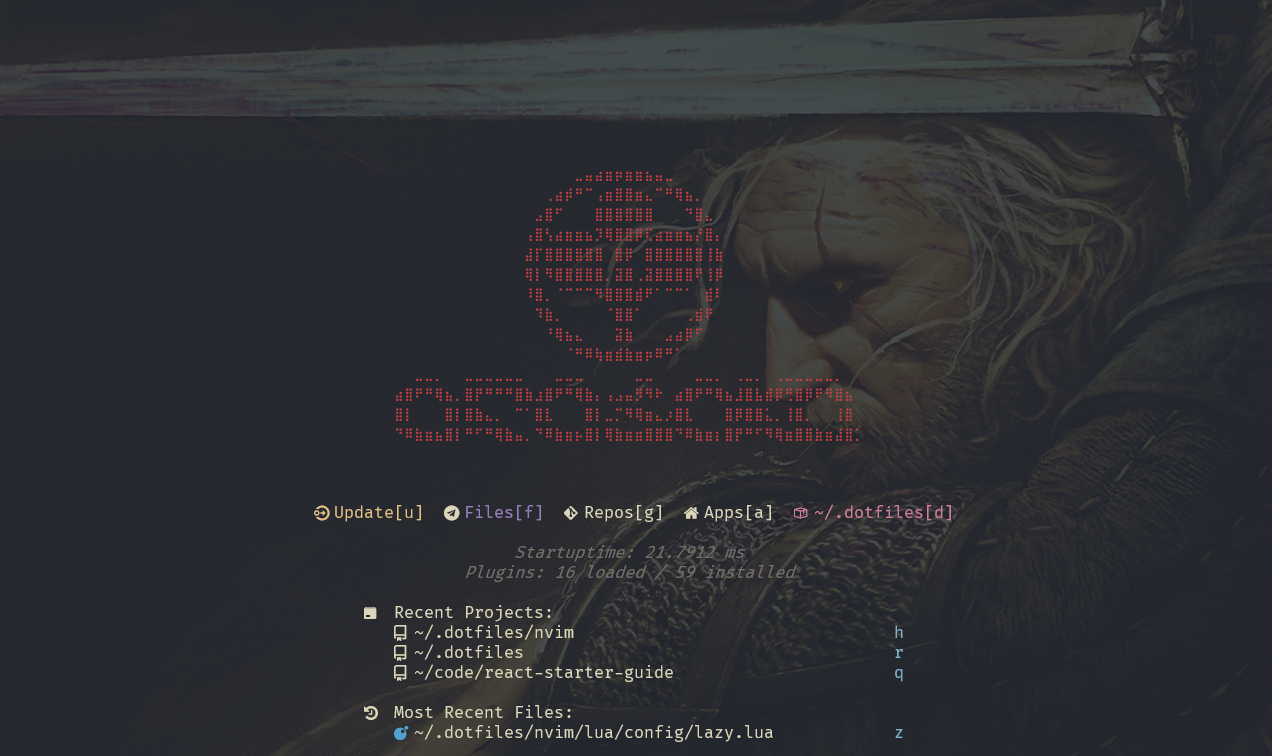 arasaka
Update[u] Files[f] Repos[g] Apps[a] ~/.dotfiles[d]
Startuptime: 21.7912 ms
Plugins: 16 loaded / 59 installed
Recent Projects:
~/.dotfiles/nvim h
~/.dotfiles r
~/code/react-starter-guide q
Most Recent Files:
~/.dotfiles/nvim/lua/config/lazy.lua z